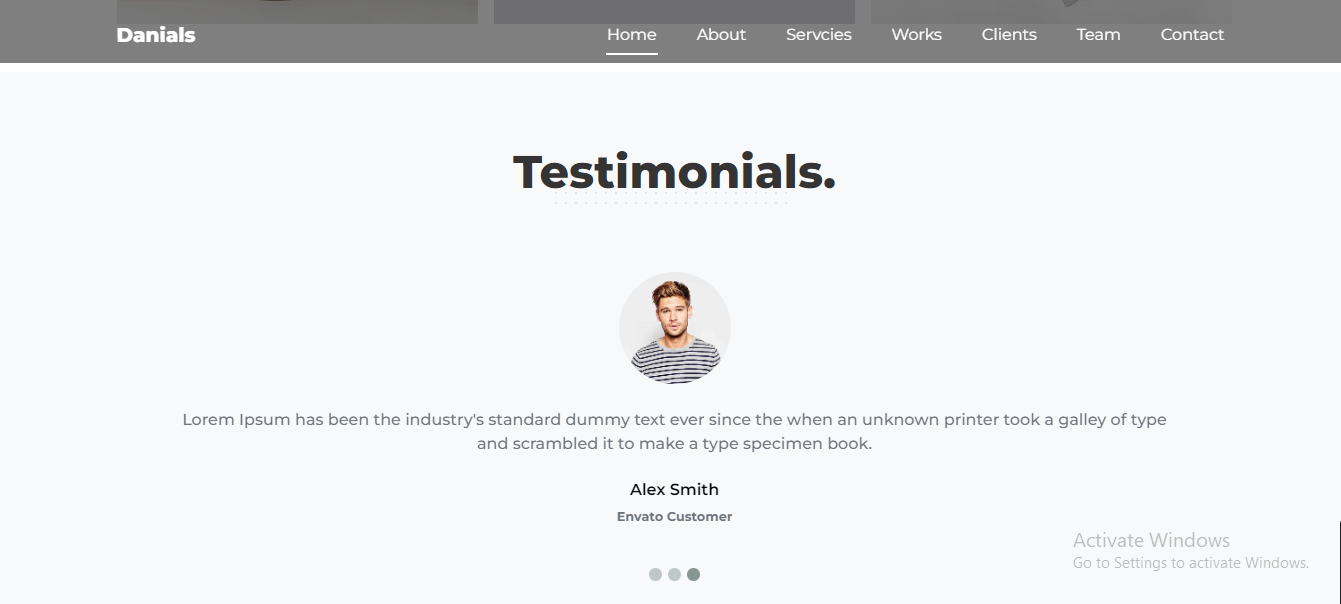 Danials
Home About Servcies Works Clients Team Contact
Testimonials.
Lorem Ipsum has been the industry's standard dummy text ever since the when an unknown printer took a galley of type
and scrambled it to make a type specimen book.
Alex Smith
Envato Customer
Activate Windows
Go to Settings to activate Windows.